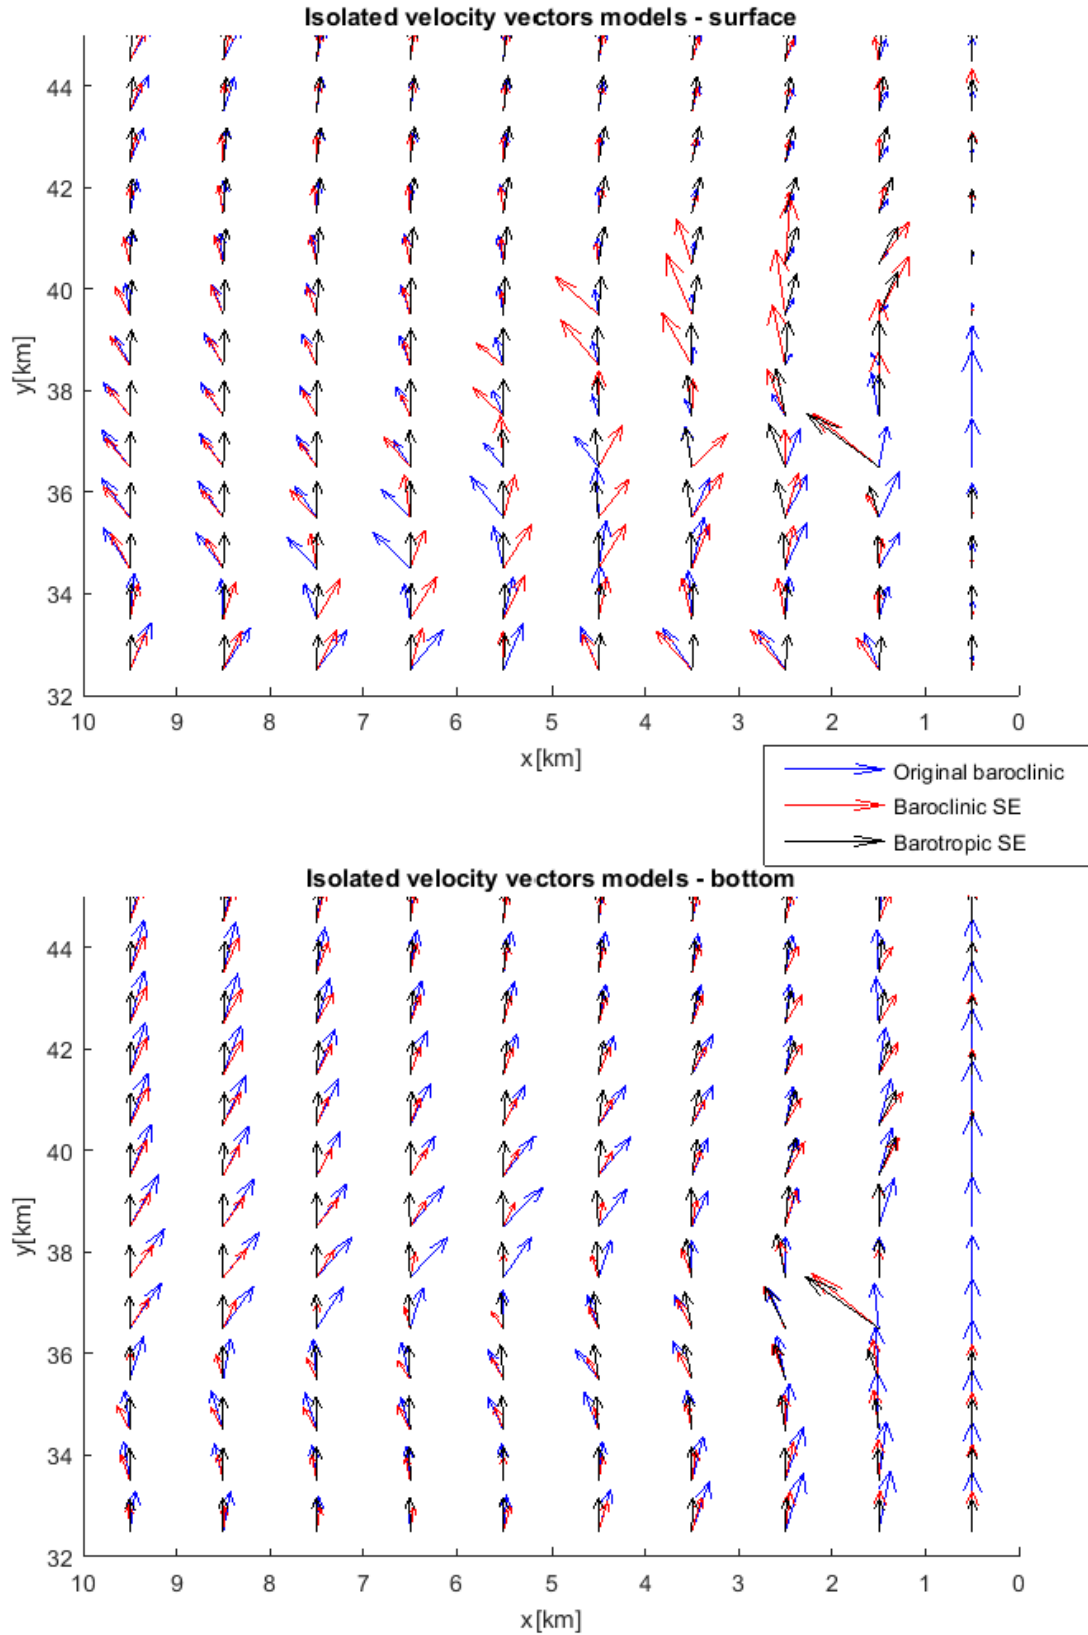 Isolated velocity vectors models - surface
44
42
40
38
36
34
32
y[km]
10 9 8 7 6 5 4 3 2 1 0
x[km]
Original baroclinic
Baroclinic SE
Barotropic SE
Isolated velocity vectors models - bottom
44
42
40
38
36
34
32
y[km]
10 9 8 7 6 5 4 3 2 1 0
x[km]